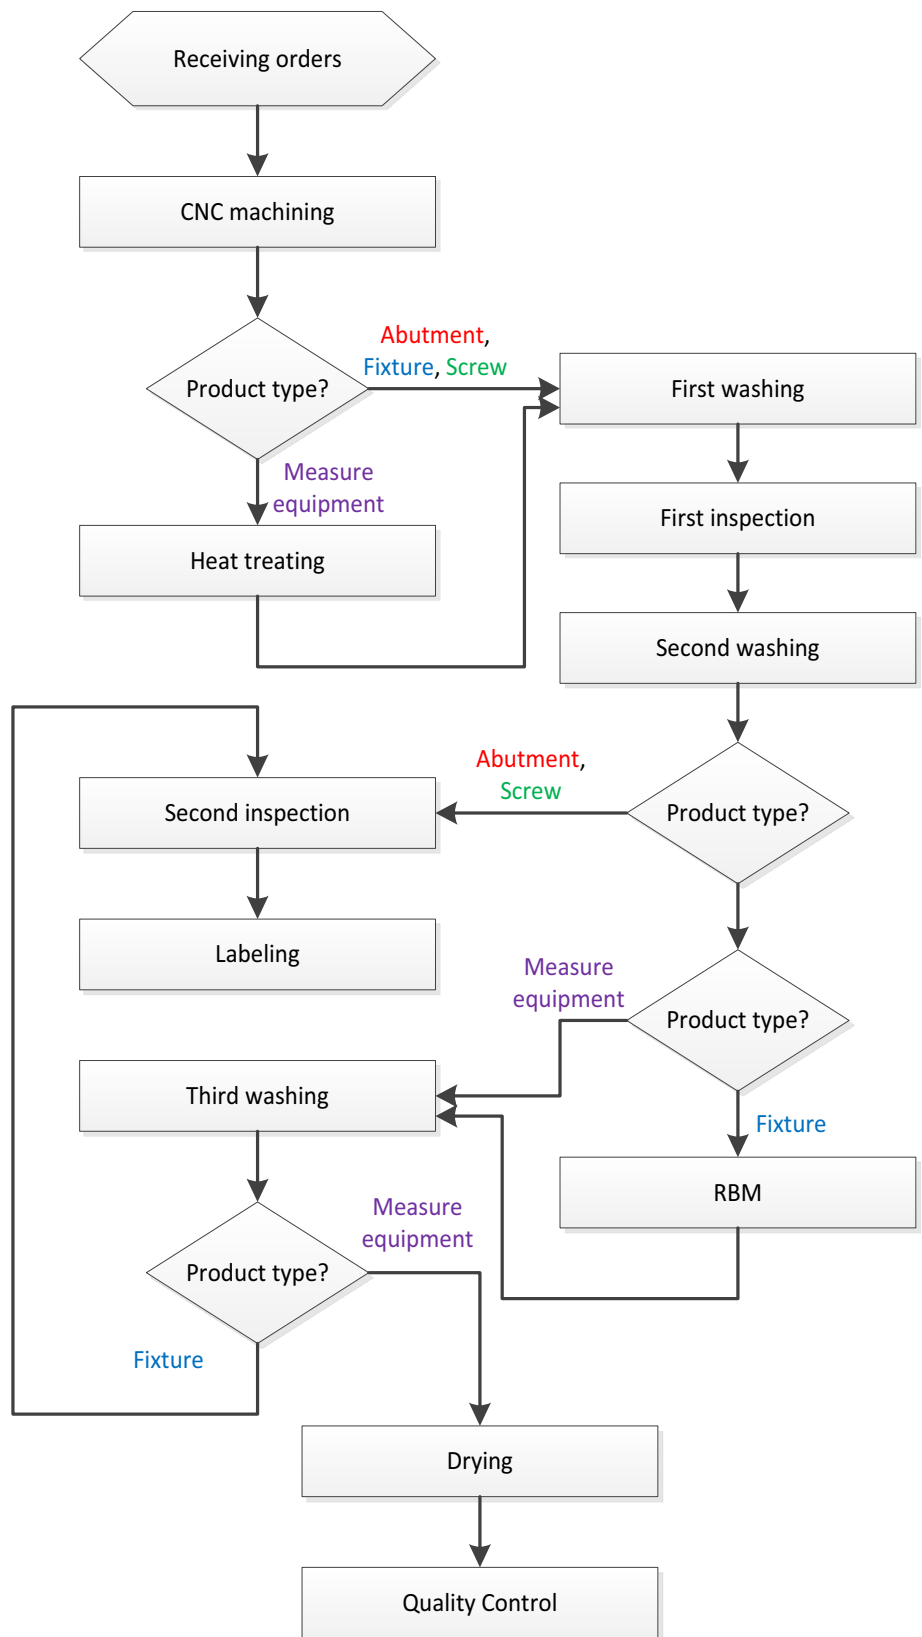 Receiving orders
CNC machining
Abutment,
Fixture, Screw
Product type?
First washing
Measure
equipment
First inspection
Heat treating
Second washing
Abutment,
Screw
Second inspection
Product type?
Labeling
Measure
equipment
Product type?
Third washing
Fixture
RBM
Measure
equipment
Product type?
Fixture
Drying
Quality Control